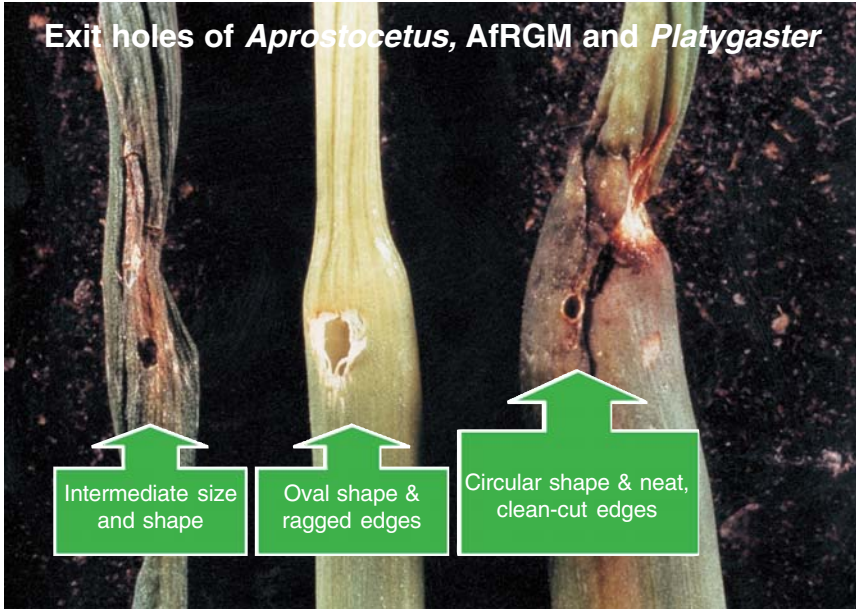 Exit holes of Aprostocetus, AfRGM and Platygaster
Intermediate size
and shape
Oval shape &
ragged edges
Circular shape & neat,
clean-cut edges